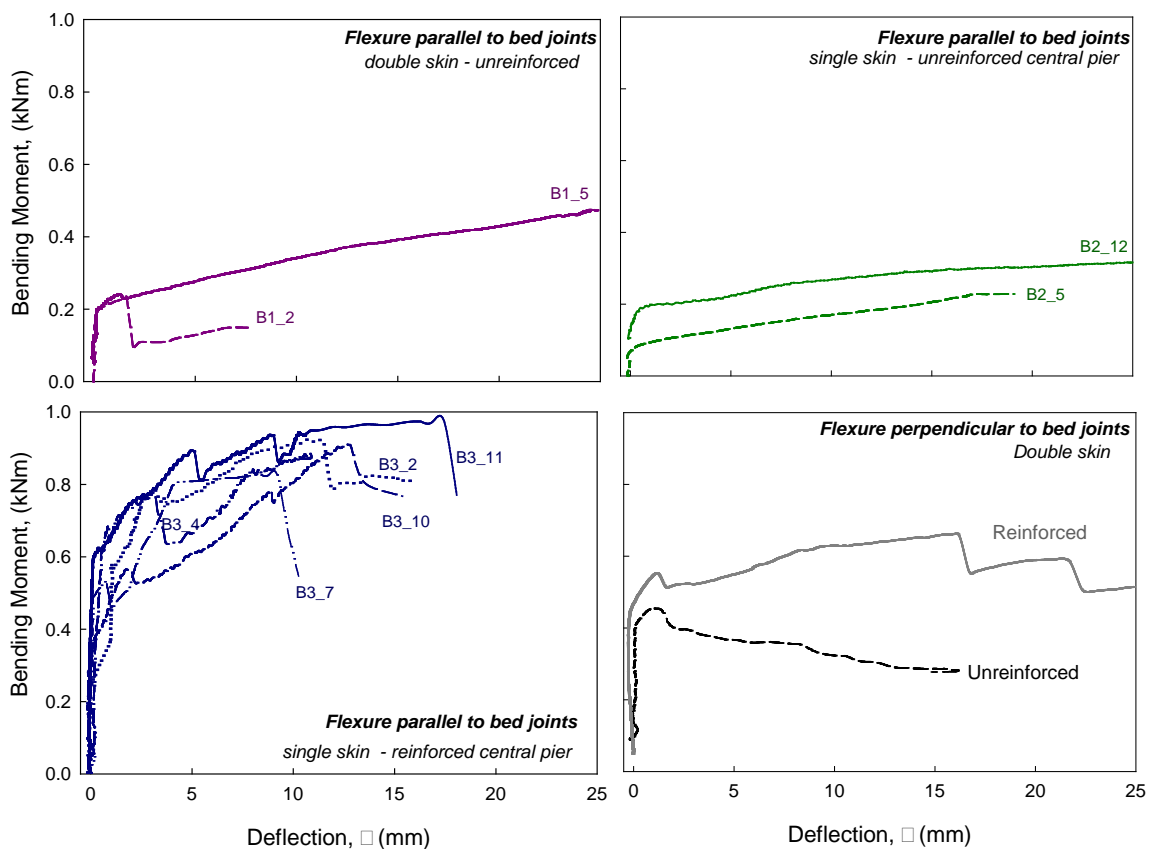 1.0
0.8
0.6
0.4
0.2
0.0
Bending Moment, (kNm)
Flexure parallel to bed joints
double skin - unreinforced
B1_5
B1_2
Flexure parallel to bed joints
single skin - unreinforced central pier
B2_12
B2_5
1.0
0.8
0.6
0.4
0.2
0.0
Bending Moment, (kNm)
B3_11
B3_2
B3_10
B3_4
B3_7
Flexure parallel to bed joints
single skin - reinforced central pier
0 5 10 15 20 25
Deflection, □ (mm)
Flexure perpendicular to bed joints
Double skin
Reinforced
Unreinforced
0 5 10 15 20 25
Deflection, □ (mm)